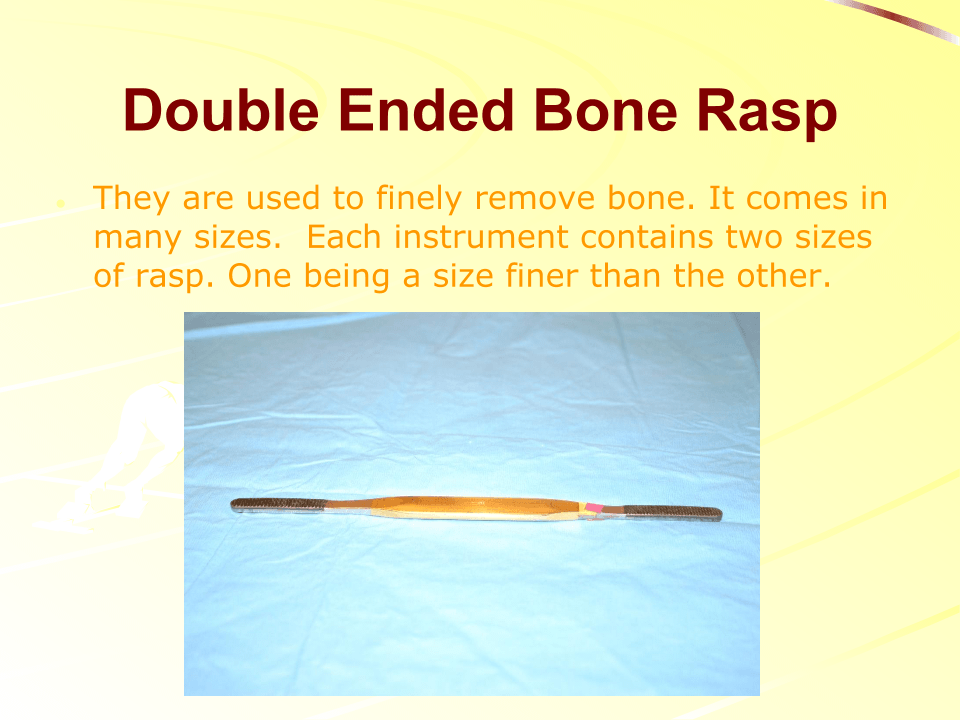 Double Ended Bone Rasp
They are used to finely remove bone. It comes in
many sizes.  Each instrument contains two sizes
of rasp. One being a size finer than the other.